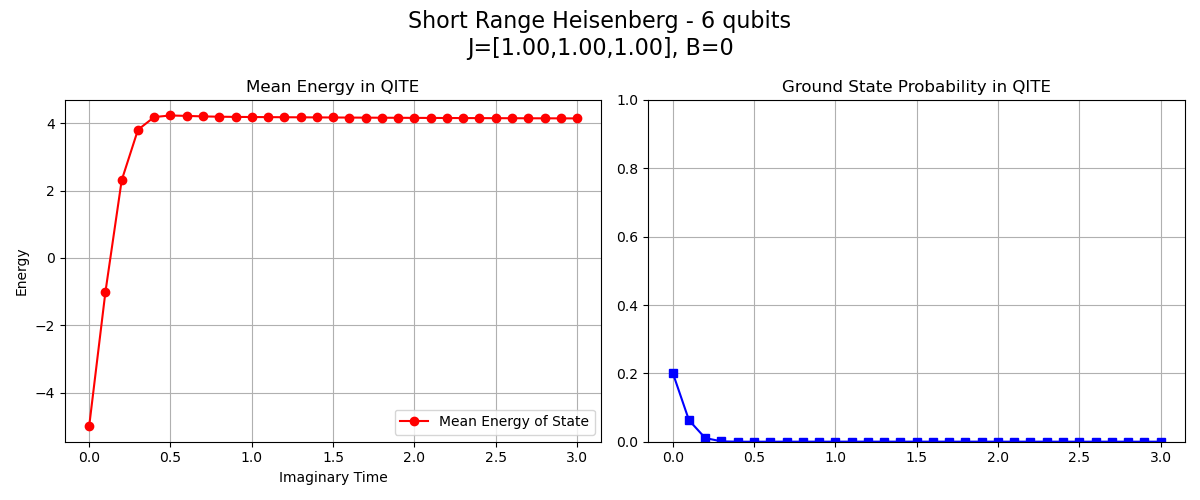 Short Range Heisenberg - 6 qubits
J=[1.00,1.00,1.00], B=0
Mean Energy in QITE
Energy
4
2
0
−2
−4
Mean Energy of State
0.0 0.5 1.0 1.5 2.0 2.5 3.0
Imaginary Time
Ground State Probability in QITE
1.0
0.8
0.6
0.4
0.2
0.0
0.0 0.5 1.0 1.5 2.0 2.5 3.0